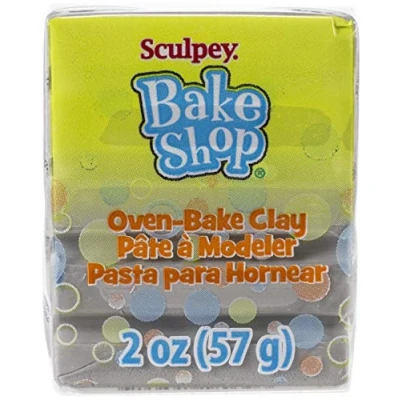 Sculpey.
Bake
Shop®
Oven-Bake Clay
Pâte à Modeler
Pasta para Hornear
2 oz (57 g)